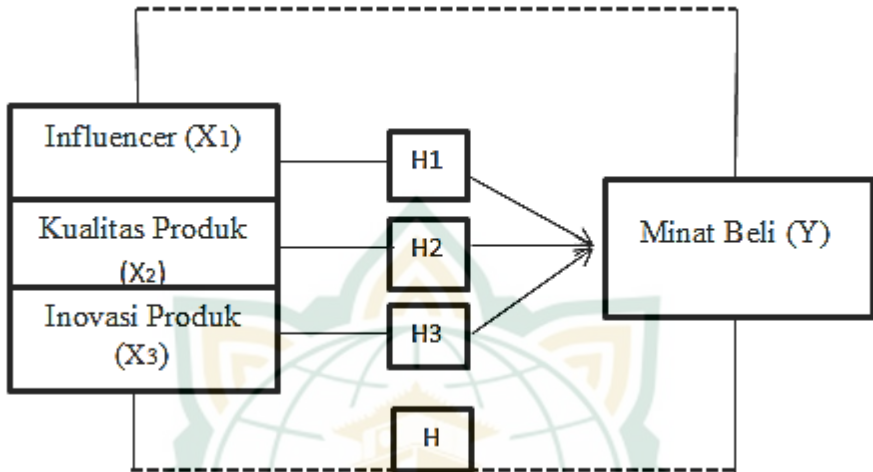 Influencer (X1)
H1
Kualitas Produk
(X2)
H2
Minat Beli (Y)
Inovasi Produk
(X3)
H3
H